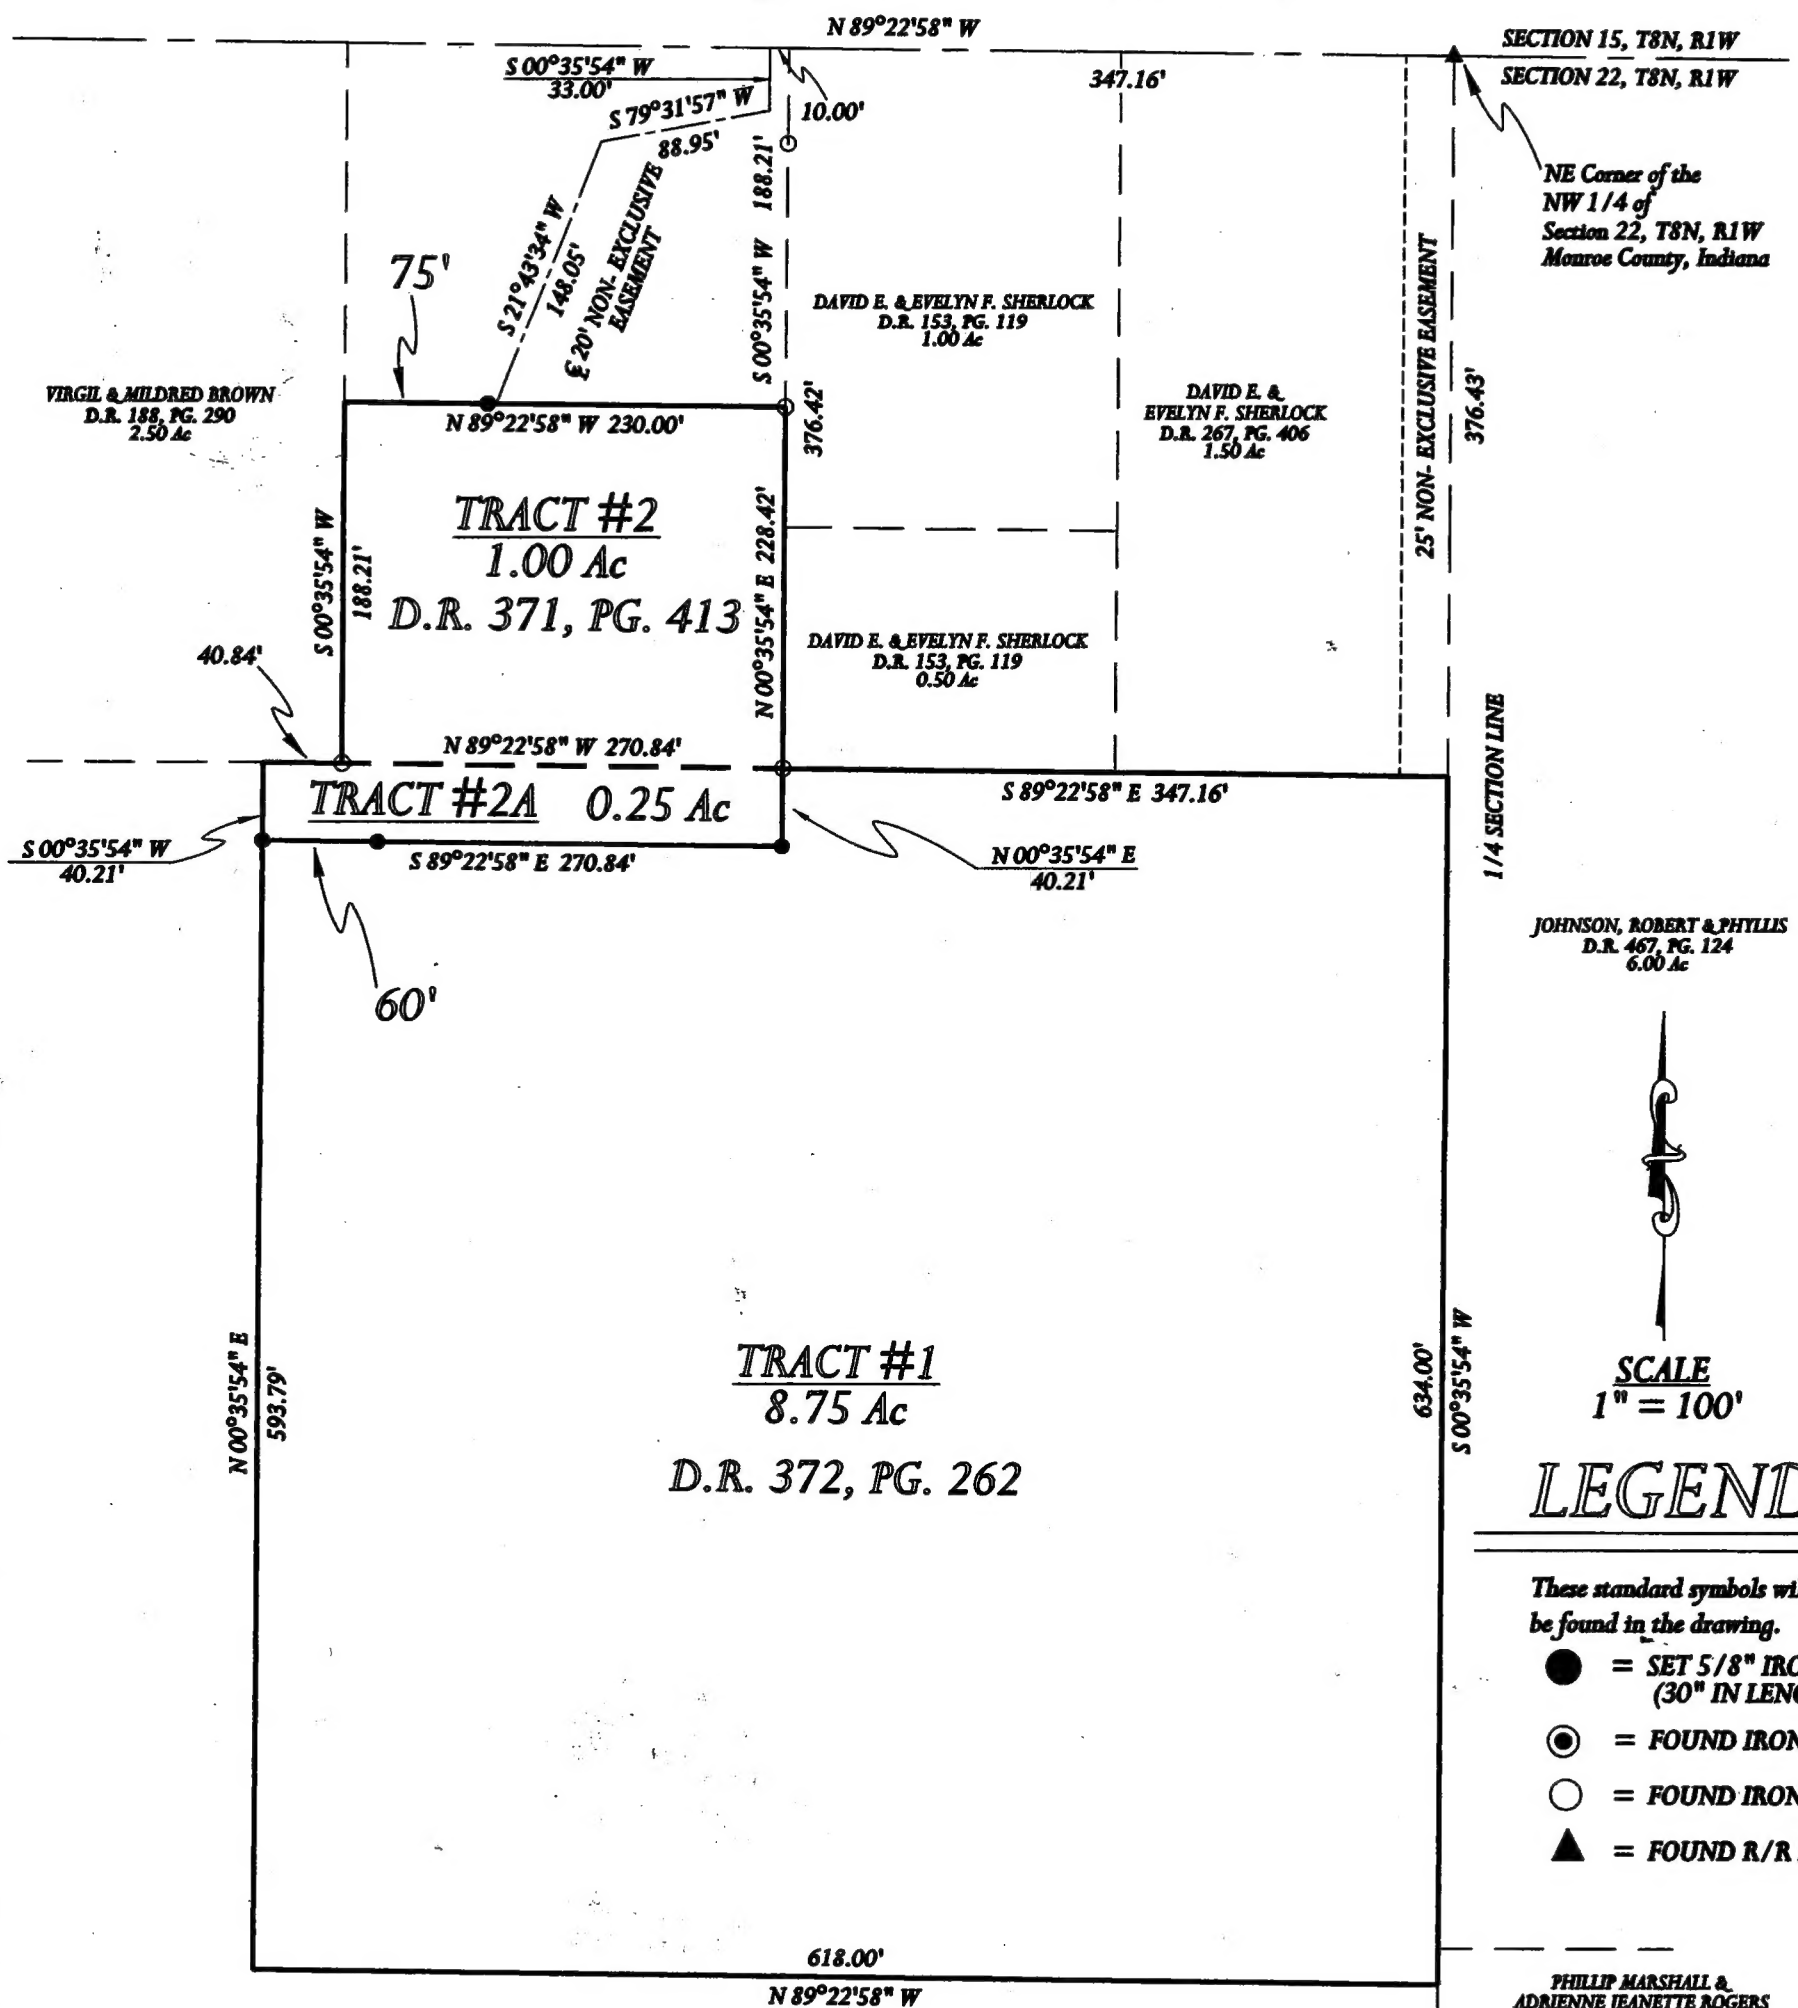 N 89°22'58" W
SECTION 15, T8N, R1W
SECTION 22, T8N, R1W
S 00°35'54" W
33.00'
347.16'
S 79°31'57" W
88.95'
10.00'
NE Corner of the
NW 1/4 of
Section 22, T8N, R1W
Monroe County, Indiana
S 21°43'34" W
148.05'
20' NON- EXCLUSIVE
EASEMENT
S 00°35'54" W 188.21'
75'
25' NON- EXCLUSIVE EASEMENT
DAVID E. & EVELYN F. SHERLOCK
D.R. 153, PG. 119
1.00 Ac
VIRGIL & MILDRED BROWN
D.R. 188, PG. 290
2.50 Ac
DAVID E. &
EVELYN F. SHERLOCK
D.R. 267, PG. 406
1.50 Ac
376.43'
376.42'
N 89°22'58" W 230.00'
TRACT #2
1.00 Ac
D.R. 371, PG. 413
S 00°35'54" W
188.21'
N 00°35'54" E 228.42'
DAVID E. & EVELYN F. SHERLOCK
D.R. 153, PG. 119
0.50 Ac
40.84'
1/4 SECTION LINE
N 89°22'58" W 270.84'
TRACT #2A 0.25 Ac
S 89°22'58" E 347.16'
S 00°35'54" W
40.21'
S 89°22'58" E 270.84'
N 00°35'54" E
40.21'
60'
JOHNSON, ROBERT & PHYLLIS
D.R. 467, PG. 124
6.00 Ac
N 00°35'54" E
593.79'
TRACT #1
8.75 Ac
D.R. 372, PG. 262
634.00'
S 00°35'54" W
SCALE
1" = 100'
LEGEND
These standard symbols wi
be found in the drawing.
= SET 5/8" IRO
(30" IN LENG
= FOUND IRON
= FOUND IRON
= FOUND R/R
618.00'
N 89°22'58" W
PHILLIP MARSHALL &
ADRIENNE JEANETTE ROGERS